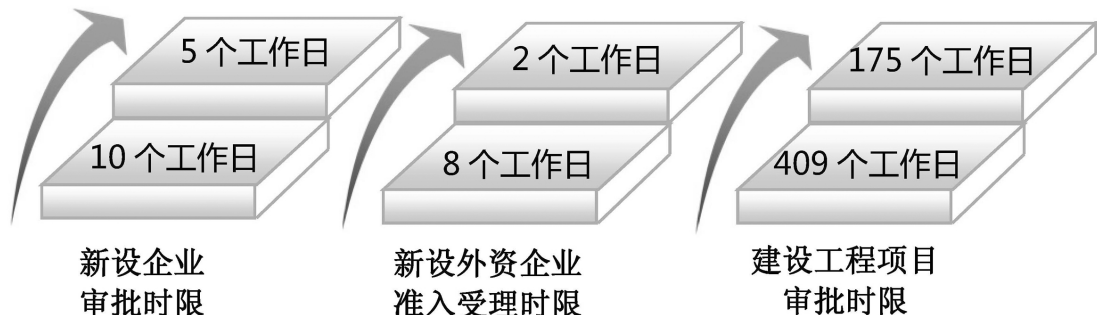 5 个工作日
10 个工作日
新设企业
审批时限
2 个工作日
8 个工作日
新设外资企业
准入受理时限
175 个工作日
409 个工作日
建设工程项目
审批时限